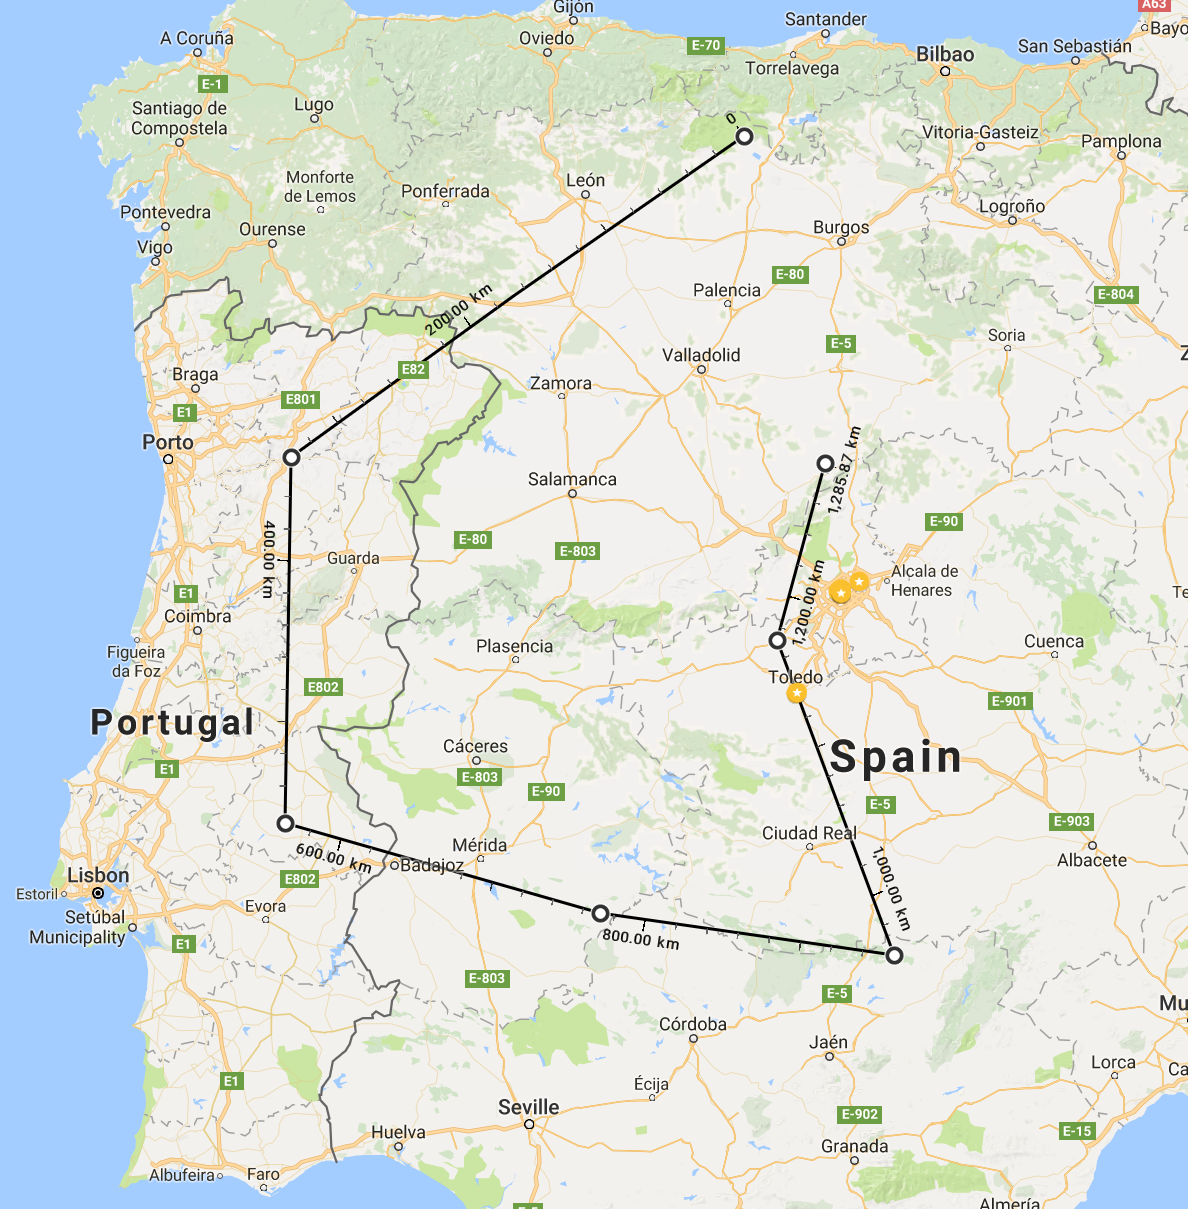 Gijón
A63
A Coruña
Oviedo
E-70
Santander
Bilbao
San Sebastián
Bayo
Torrelavega
E-1
Santiago de
Compostela
Lugo
0
Vitoria-Gasteiz
Pamplona
Monforte
de Lemos
Ponferrada
León
Pontevedra
Ourense
Vigo
Burgos
Logroño
E-80
Palencia
E-804
200.00 km
Soria
E-5
Valladolid
Z
Braga
E82
Zamora
E801
E1
Porto
Salamanca
1,285.87 km
E-90
E-80
E-803
400.00 km
Guarda
Alcala de
Henares
E1
Coimbra
1,200.00 km
Te
Figueira
da Foz
Plasencia
Cuenca
Toledo
E802
E-901
Portugal
Cáceres
Spain
E1
E-803
E-90
E-5
E-903
Ciudad Real
Mérida
600.00 km
Badajoz
Albacete
1,000.00 km
Lisbon
E802
Estoril
Evora
Setúbal
Municipality
E1
800.00 km
E-803
E-5
Mu
Córdoba
Jaén
Lorca
Ca
E1
Écija
Seville
E-902
E-15
Huelva
Granada
Albufeira
Faro
Almería